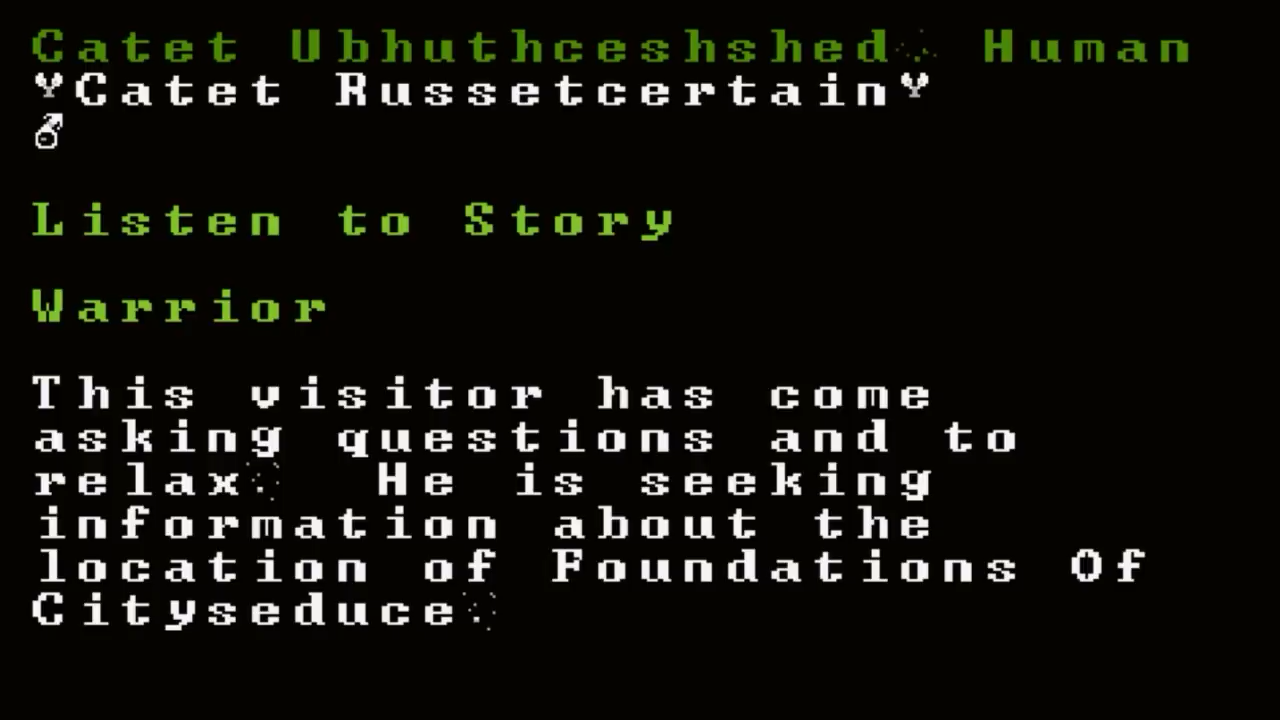 Catet Ubhuthceshshed Human
Catet Russetcertain
♂
Listen to Story
Warrior
This visitor has come
asking questions and to
relax He is seeking
information about the
location of Foundations Of
Cityseduce